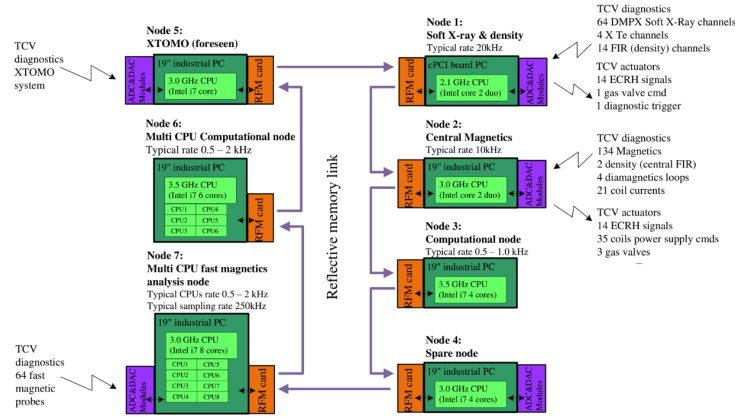 Node 5:
XTOMO (foreseen)
TCV
diagnostics
XTOMO
system
ADC&DAC
Modules
19" industrial PC
3.0 GHz CPU
(Intel i7 core)
RFM card
Node 6:
Multi CPU Computational node
Typical rate 0.5 – 2 kHz
19" industrial PC
3.5 GHz CPU
(Intel i7 6 cores)
CPU1 CPU4
CPU2 CPU5
CPU3 CPU6
RFM card
Node 7:
Multi CPU fast magnetics
analysis node
Typical CPUs rate 0.5 – 2 kHz
Typical sampling rate 250kHz
TCV
diagnostics
64 fast
magnetic
probes
ADC&DAC
Modules
19" industrial PC
3.0 GHz CPU
(Intel i7 8 cores)
CPU1 CPU5
CPU2 CPU6
CPU3 CPU7
CPU4 CPU8
RFM card
Reflective memory link
Node 1:
Soft X-ray & density
Typical rate 20kHz
RFM card
cPCI board PC
2.1 GHz CPU
(Intel core 2 duo)
ADC&DAC
Modules
TCV diagnostics
64 DMPX Soft X-Ray channels
4 X Te channels
14 FIR (density) channels
TCV actuators
14 ECRH signals
1 gas valve cmd
1 diagnostic trigger
Node 2:
Central Magnetics
Typical rate 10kHz
RFM card
19" industrial PC
3.0 GHz CPU
(Intel core 2 duo)
ADC&DAC
Modules
TCV diagnostics
134 Magnetics
2 density (central FIR)
4 diamagnetics loops
21 coil currents
TCV actuators
14 ECRH signals
35 coils power supply cmds
3 gas valves
Node 3:
Computational node
Typical rate 0.5 – 1.0 kHz
RFM card
19" industrial PC
3.5 GHz CPU
(Intel i7 4 cores)
Node 4:
Spare node
RFM card
19" industrial PC
3.0 GHz CPU
(Intel i7 4 cores)
ADC&DAC
Modules